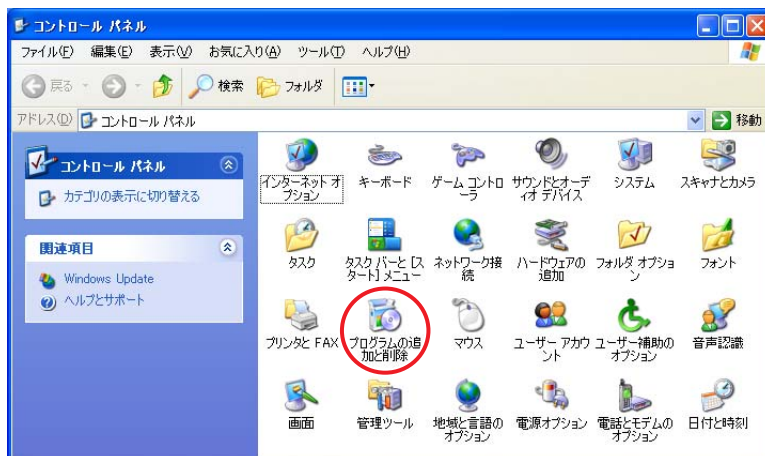 コントロール パネル
ファイル(F) 編集(E) 表示(V) お気に入り(A) ツール(T) ヘルプ(H)
戻る 検索 フォルダ
アドレス(D) コントロール パネル 移動
コントロール パネル
カテゴリの表示に切り替える
関連項目
Windows Update
ヘルプとサポート
インターネット オ
プション
キーボード
ゲーム コントロ
ーラ
サウンドとオーデ
ィオ デバイス
システム
スキャナとカメラ
タスク
タスク バーと [ス
タート] メニュー
ネットワーク接
続
ハードウェアの
追加
フォルダ オプショ
ン
フォント
プリンタと FAX
プログラムの追
加と削除
マウス
ユーザー アカウ
ント
ユーザー補助の
オプション
音声認識
画面
管理ツール
地域と言語の
オプション
電源オプション
電話とモデムの
オプション
日付と時刻